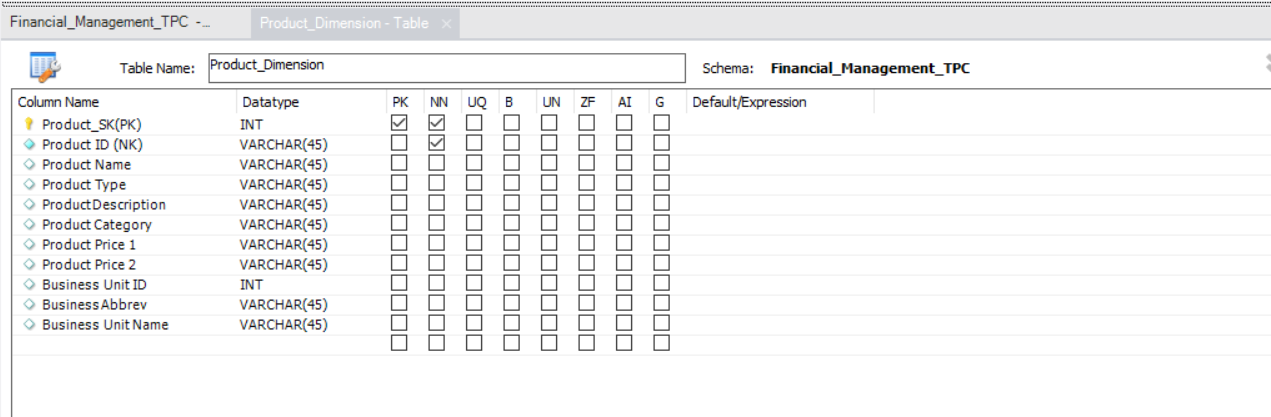 Financial_Management_TPC -... Product_Dimension - Table ×
Table Name: Product_Dimension Schema: Financial_Management_TPC
Column Name Datatype PK NN UQ B UN ZF AI G Default/Expression
Product_SK(PK) INT
Product ID (NK) VARCHAR(45)
Product Name VARCHAR(45)
Product Type VARCHAR(45)
ProductDescription VARCHAR(45)
Product Category VARCHAR(45)
Product Price 1 VARCHAR(45)
Product Price 2 VARCHAR(45)
Business Unit ID INT
Business Abbrev VARCHAR(45)
Business Unit Name VARCHAR(45)